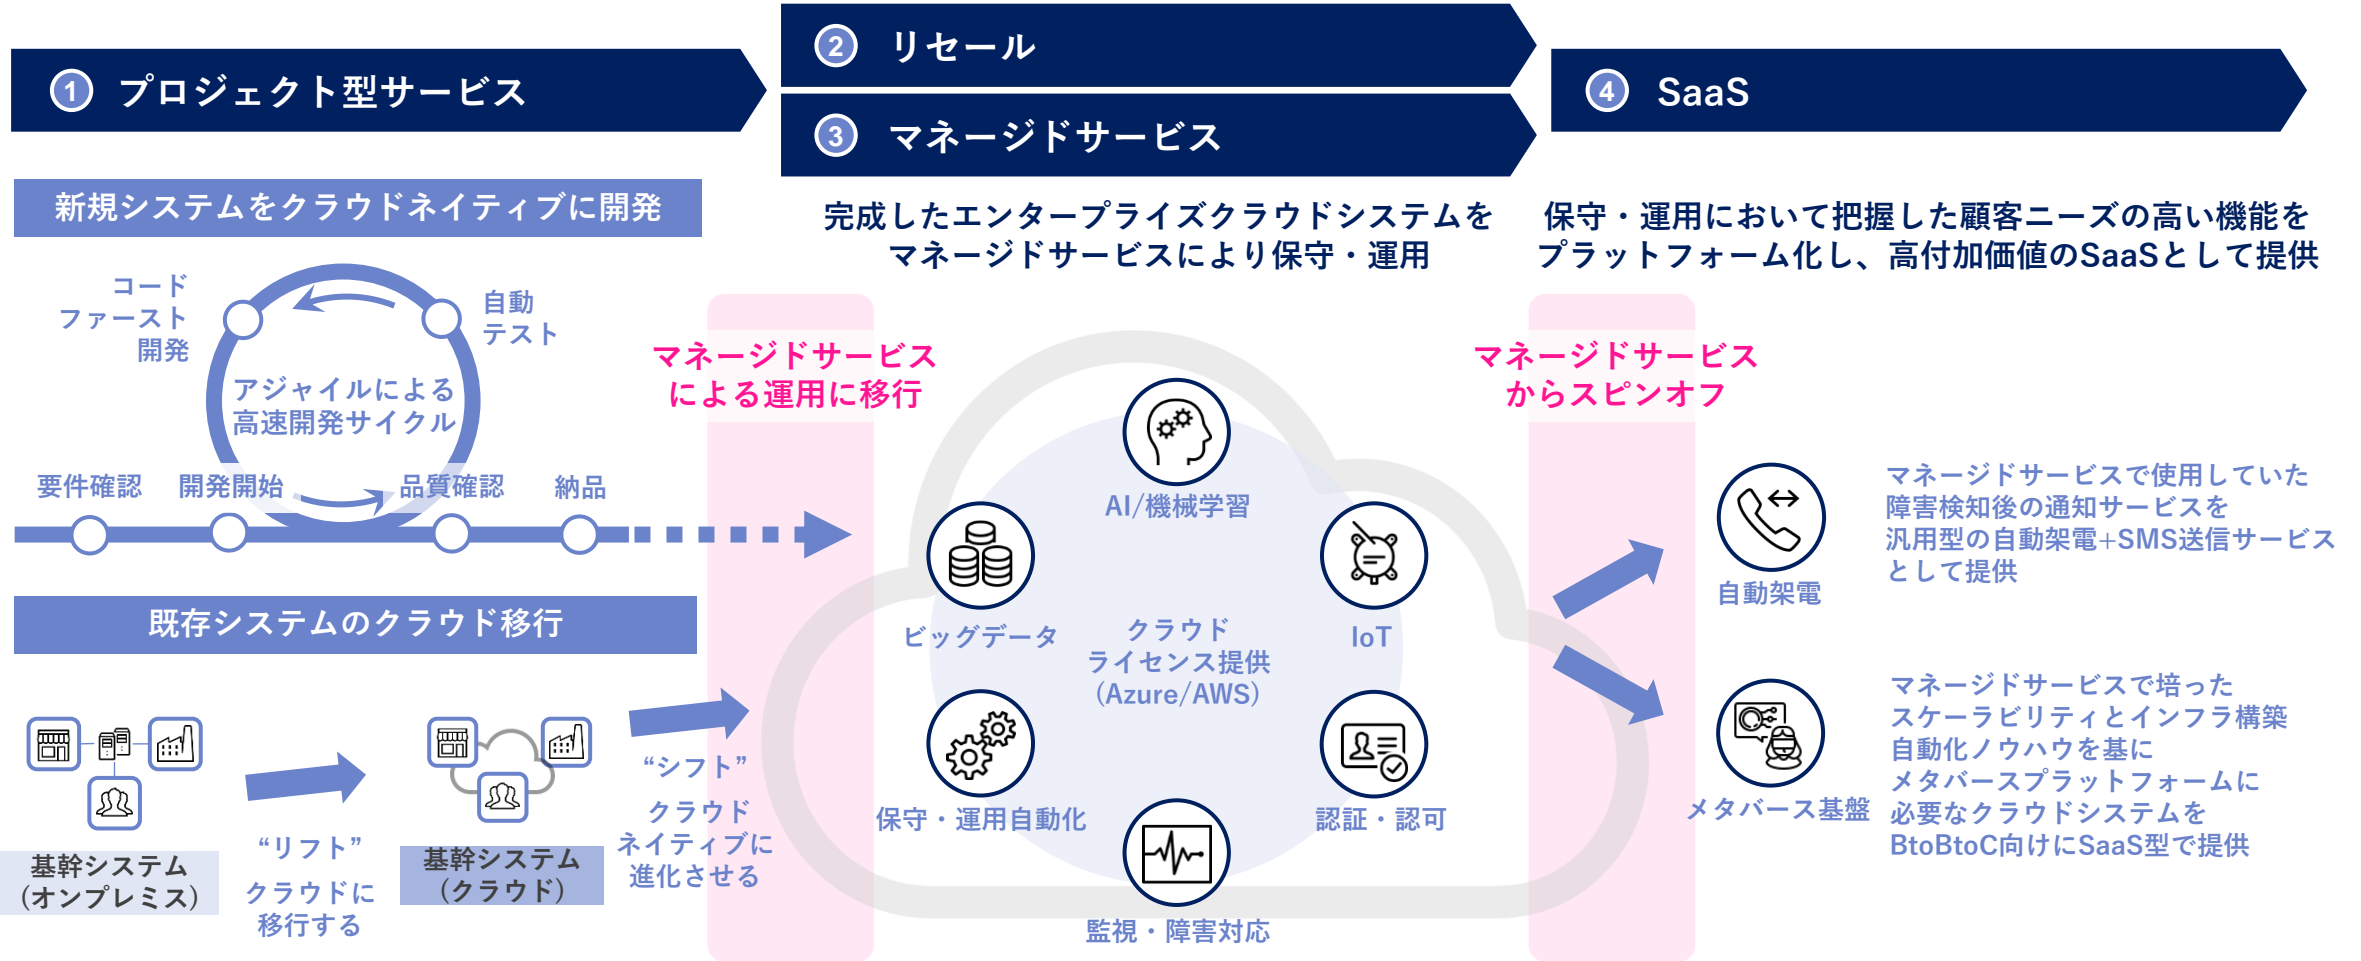 1 プロジェクト型サービス
2 リセール
3 マネージドサービス
4 SaaS
新規システムをクラウドネイティブに開発
コード
ファースト
開発
自動
テスト
アジャイルによる
高速開発サイクル
要件確認
開発開始
品質確認
納品
既存システムのクラウド移行
基幹システム
(オンプレミス)
“リフト”
クラウドに
移行する
基幹システム
(クラウド)
“シフト”
クラウド
ネイティブに
進化させる
マネージドサービス
による運用に移行
完成したエンタープライズクラウドシステムを
マネージドサービスにより保守・運用
AI/機械学習
ビッグデータ
IoT
クラウド
ライセンス提供
(Azure/AWS)
保守・運用自動化
認証・認可
監視・障害対応
マネージドサービス
からスピンオフ
保守・運用において把握した顧客ニーズの高い機能を
プラットフォーム化し、高付加価値のSaaSとして提供
自動架電
マネージドサービスで使用していた
障害検知後の通知サービスを
汎用型の自動架電+SMS送信サービス
として提供
メタバース基盤
マネージドサービスで培った
スケーラビリティとインフラ構築
自動化ノウハウを基に
メタバースプラットフォームに
必要なクラウドシステムを
BtoBtoC向けにSaaS型で提供